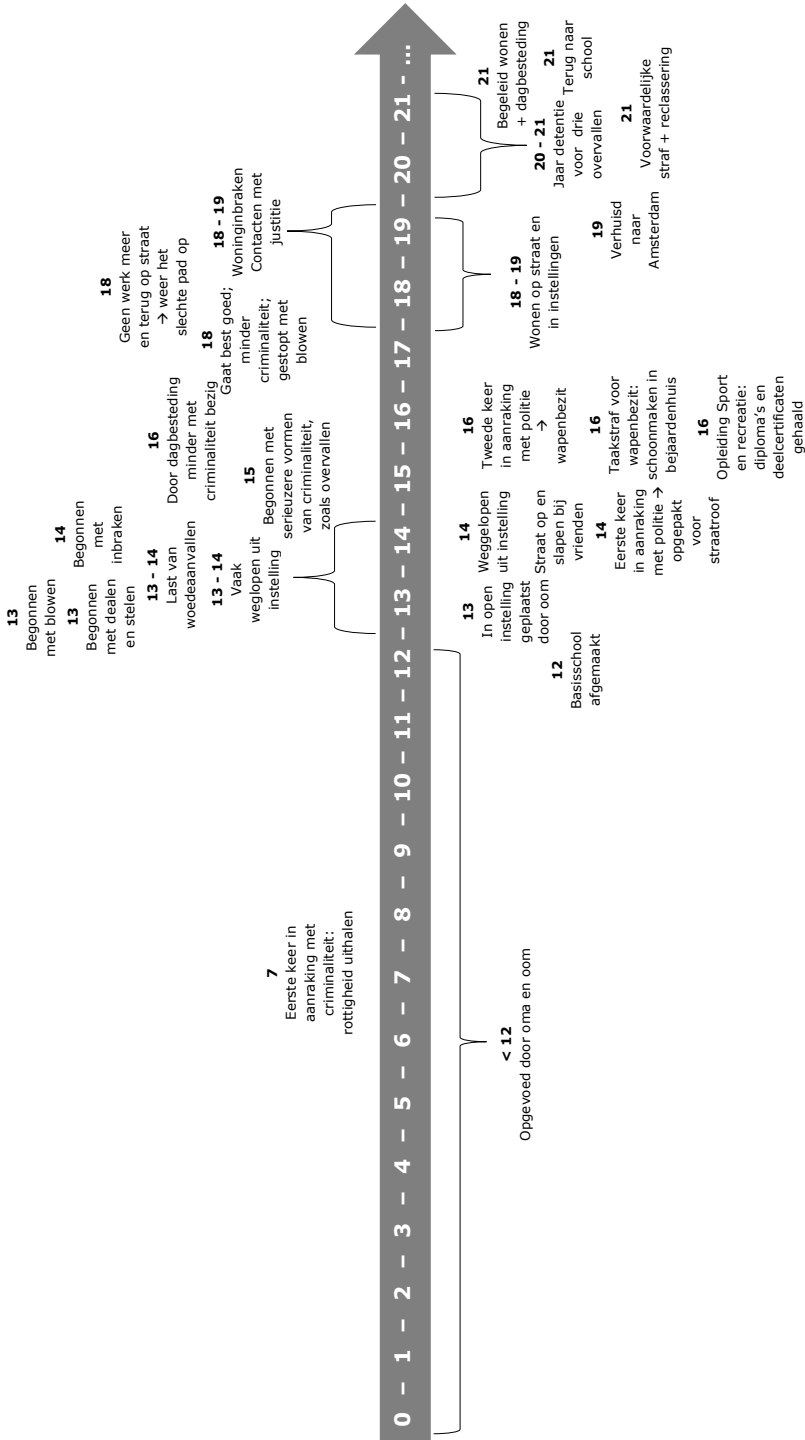 13
Begonnen
met blowen
13
Begonnen
met dealen
en stelen
14
Begonnen
met
inbraken
13 - 14
Last van
woedeaanvallen
13 - 14
Vaak
weglopen uit
instelling
7
Eerste keer in
aanraking met
criminaliteit:
rottigheid uithalen
16
Door dagbesteding
minder met
criminaliteit bezig
15
Begonnen met
serieuzere vormen
van criminaliteit,
zoals overvallen
18
Geen werk meer
en terug op straat
→ weer het
slechte pad op
18
Gaat best goed;
minder
criminaliteit;
gestopt met
blowen
18 - 19
Woninginbraken
Contacten met
justitie
0 – 1 – 2 – 3 – 4 – 5 – 6 – 7 – 8 – 9 – 10 – 11 – 12 – 13 – 14 – 15 – 16 – 17 – 18 – 19 – 20 – 21 - ...
< 12
Opgevoed door oma en oom
12
Basisschool
afgemaakt
13
In open
instelling
geplaatst
door oom
14
Weggelopen
uit instelling
Straat op en
slapen bij
vrienden
14
Eerste keer
in aanraking
met politie →
opgepakt
voor
straatroof
16
Tweede keer
in aanraking
met politie
→
wapenbezit
16
Taakstraf voor
wapenbezit:
schoonmaken in
bejaardenhuis
16
Opleiding Sport
en recreatie:
diploma's en
deelcertificaten
gehaald
18 - 19
Wonen op straat en
in instellingen
19
Verhuisd
naar
Amsterdam
20 - 21
Jaar detentie
voor drie
overvallen
21
Begeleid wonen
+ dagbesteding
21
Terug naar
school
21
Voorwaardelijke
straf + reclassering